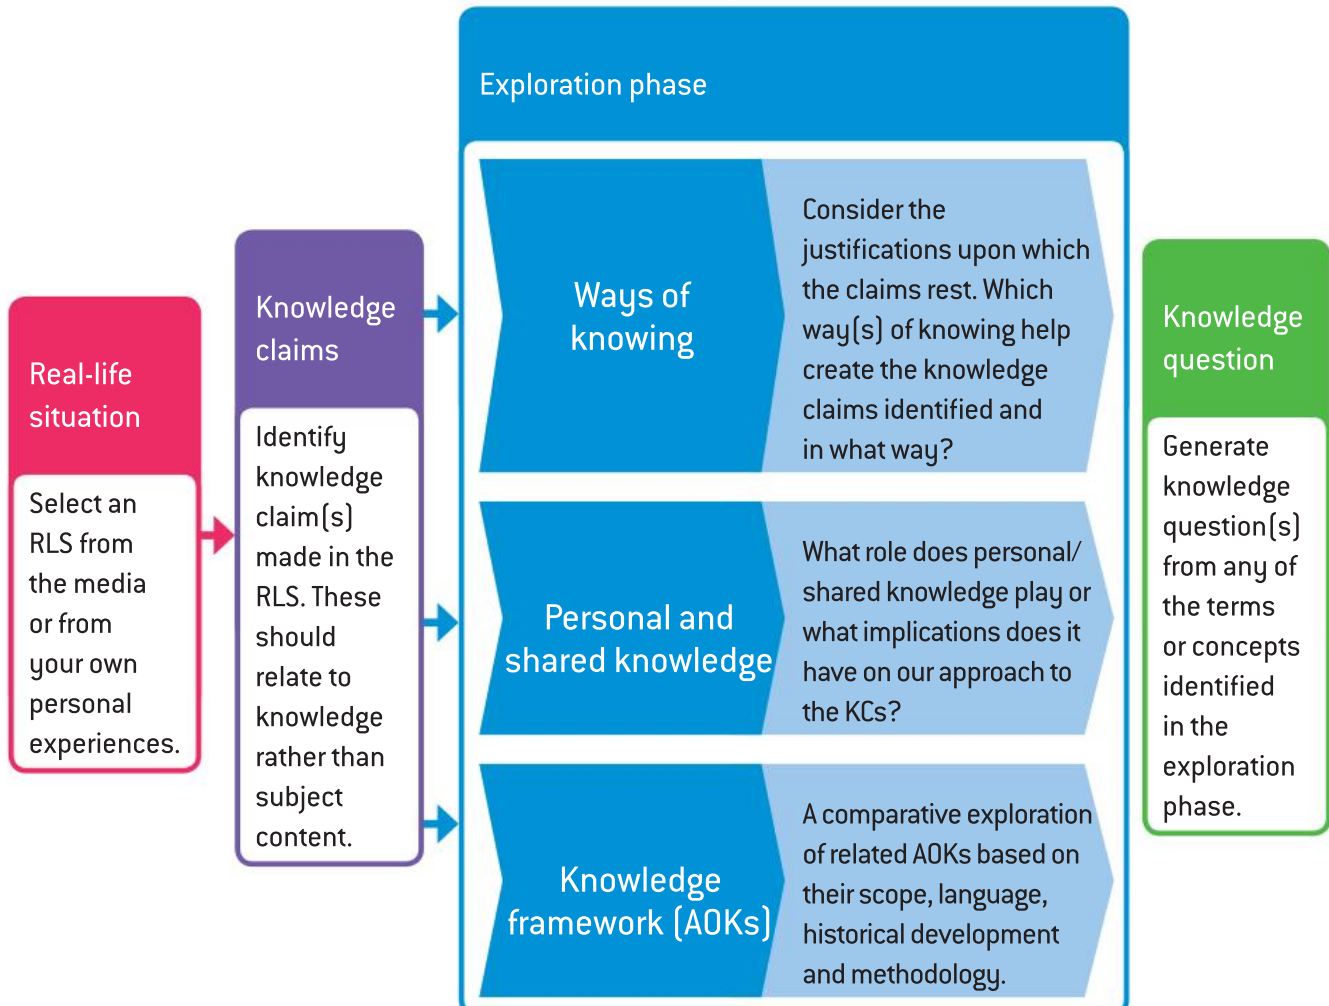 Real-life
situation
Select an
RLS from
the media
or from
your own
personal
experiences.
Knowledge
claims
Identify
knowledge
claim(s)
made in the
RLS. These
should
relate to
knowledge
rather than
subject
content.
Exploration phase
Ways of
knowing
Consider the
justifications upon which
the claims rest. Which
way(s) of knowing help
create the knowledge
claims identified and
in what way?
Personal and
shared knowledge
What role does personal/
shared knowledge play or
what implications does it
have on our approach to
the KCs?
Knowledge
framework (AOKs)
A comparative exploration
of related AOKs based on
their scope, language,
historical development
and methodology.
Knowledge
question
Generate
knowledge
question(s)
from any of
the terms
or concepts
identified
in the
exploration
phase.